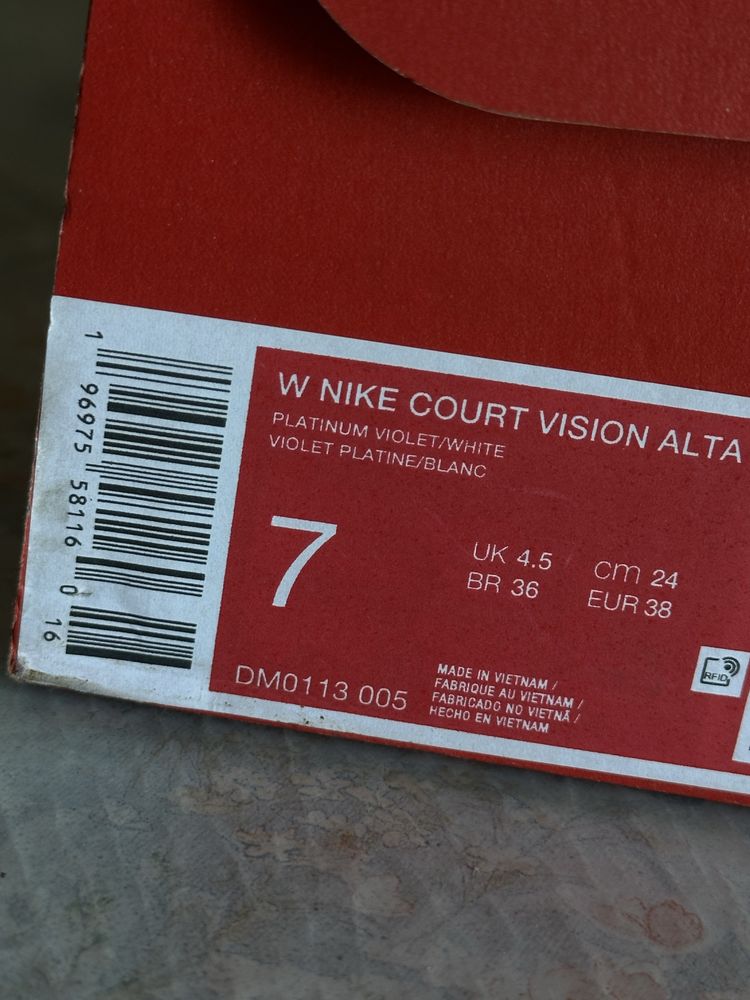 W NIKE COURT VISION ALTA
PLATINUM VIOLET/WHITE
VIOLET PLATINE/BLANC
7
UK 4.5 cm 24
BR 36 EUR 38
DM0113 005
MADE IN VIETNAM /
FABRIQUE AU VIETNAM /
FABRICADO NO VIETNÃ /
HECHO EN VIETNAM
RFID
1 96975 58116 0 16